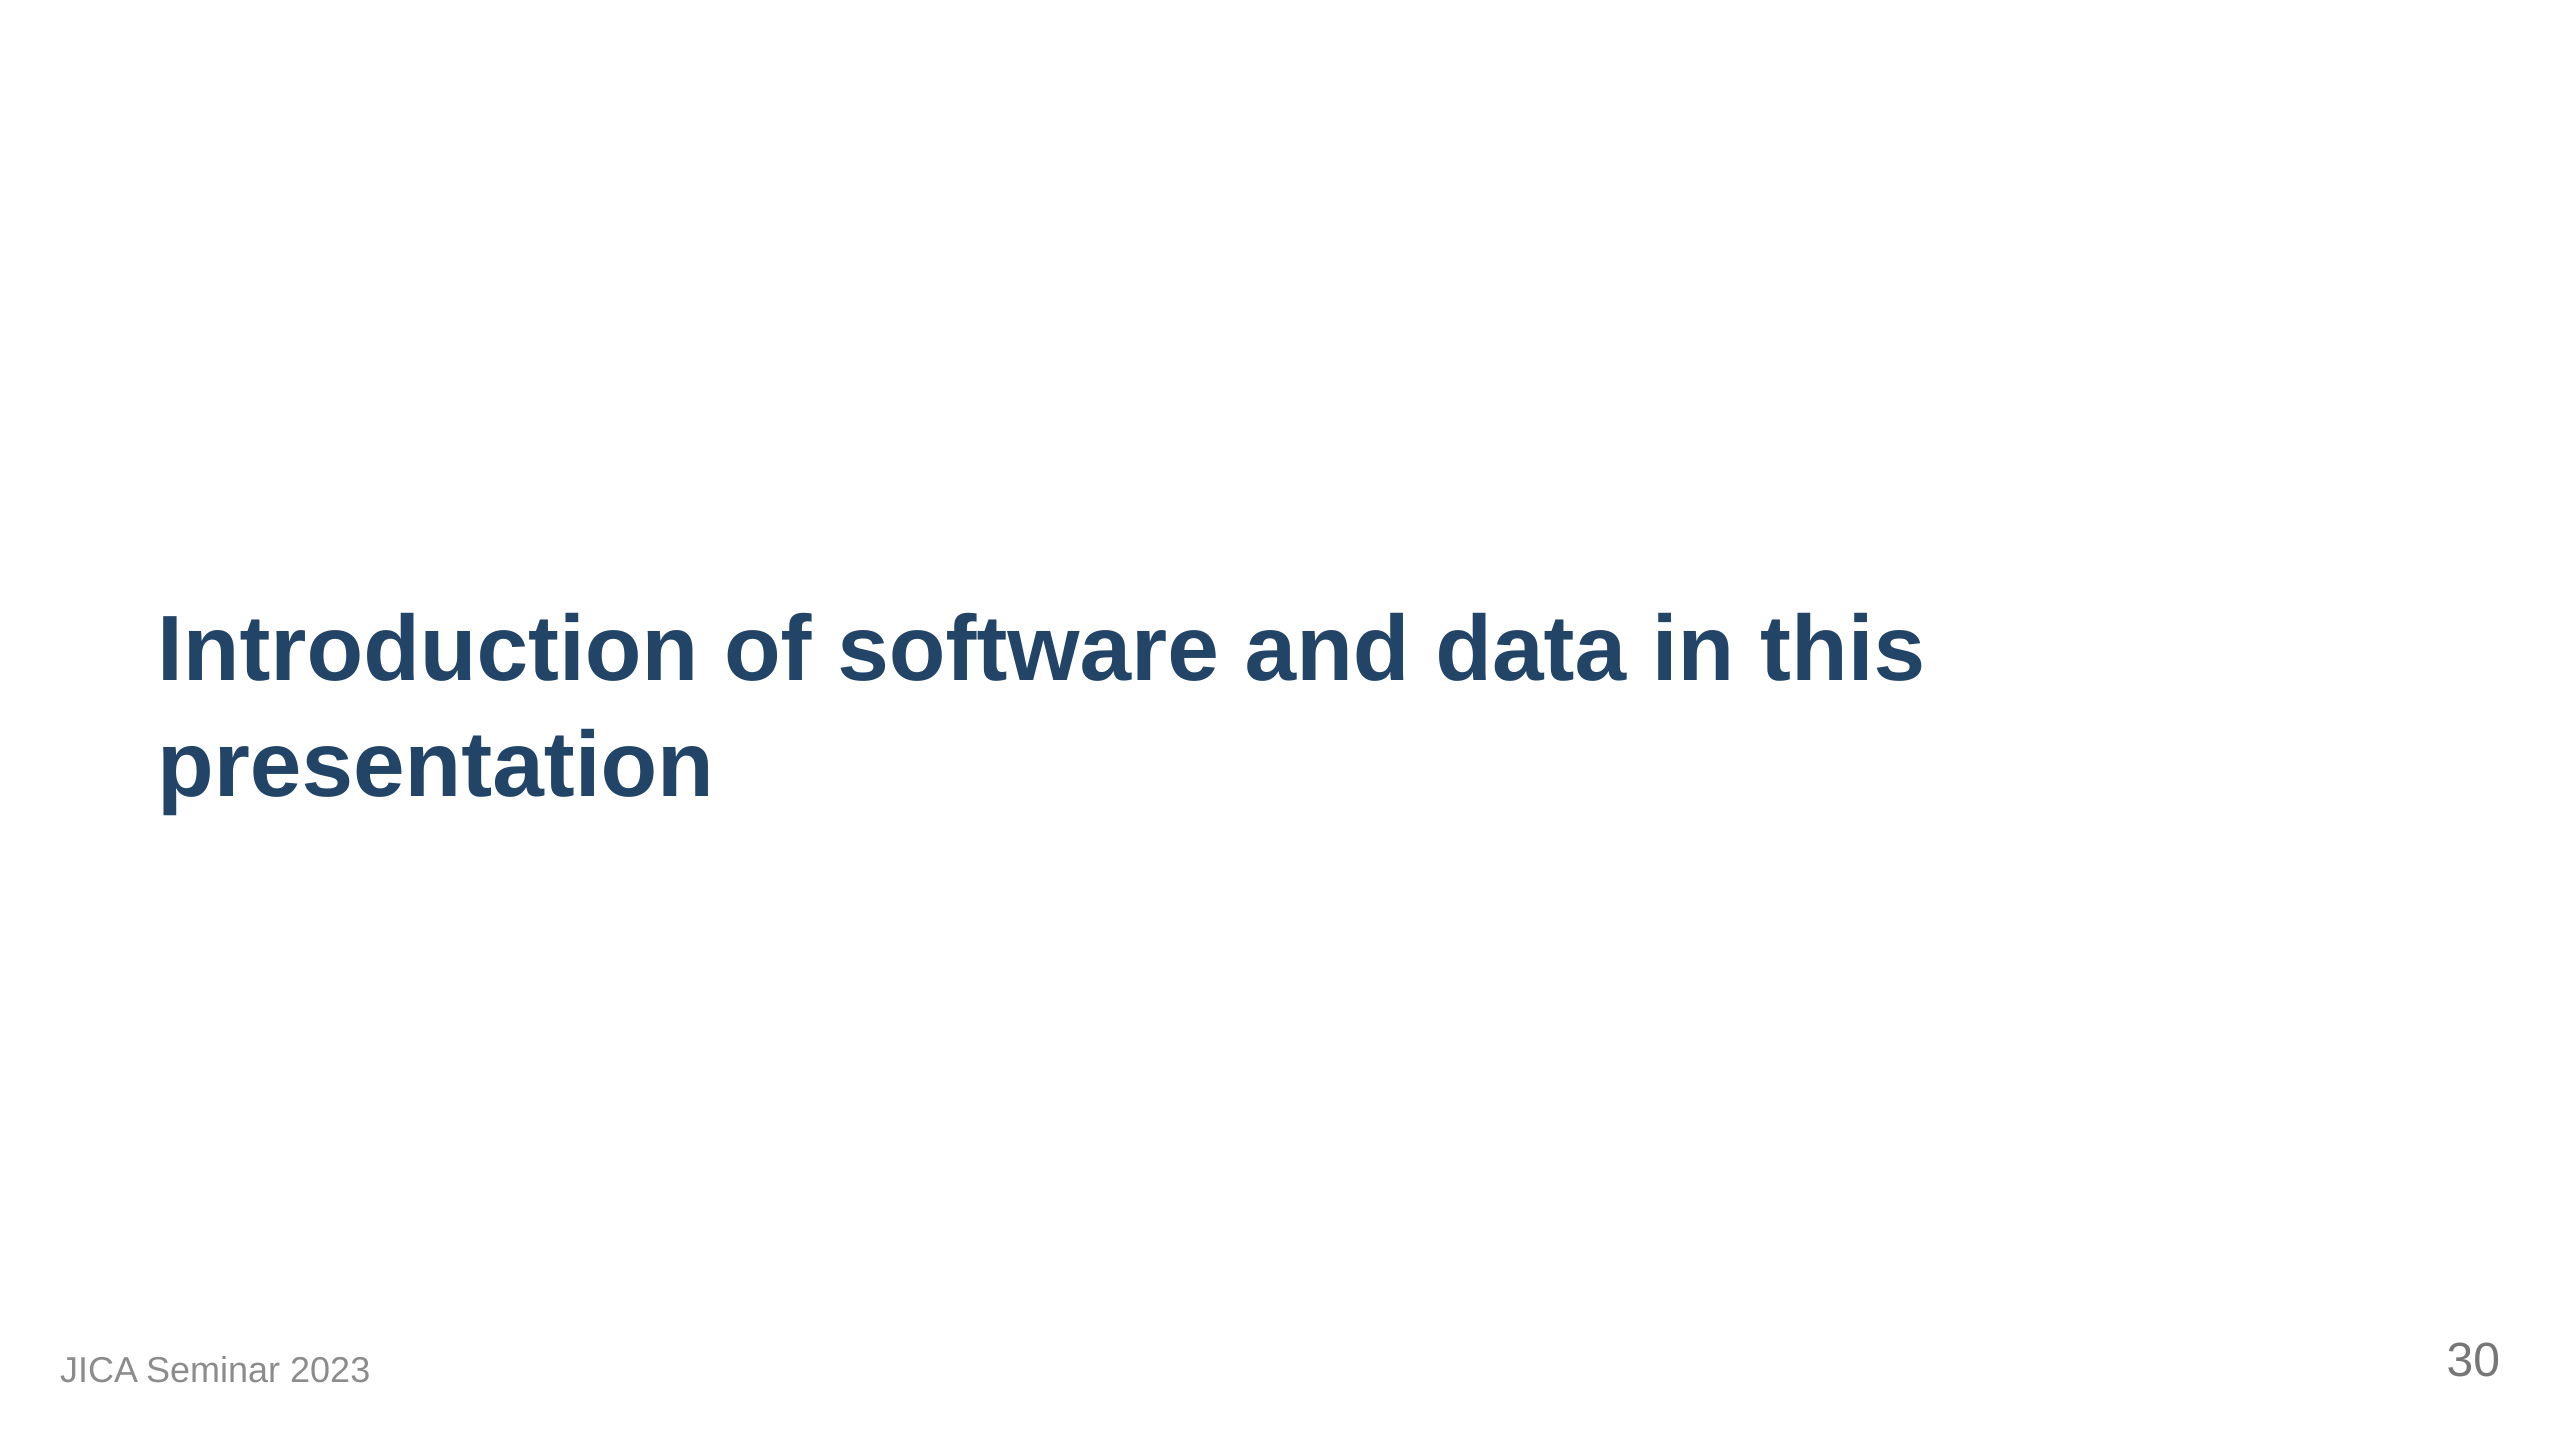 Introduction of software and data in this
presentation
JICA Seminar 2023
30